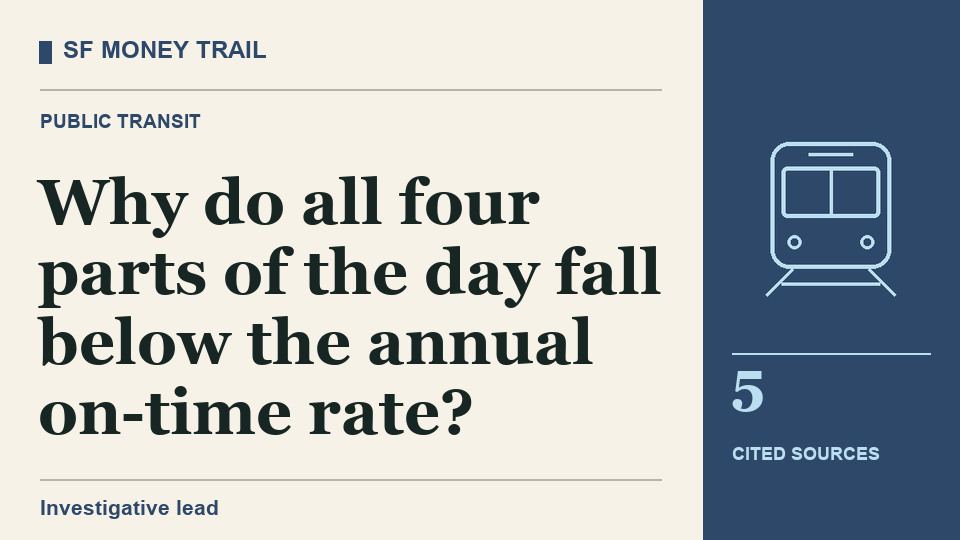 SF MONEY TRAIL
PUBLIC TRANSIT
Why do all four
parts of the day fall
below the annual
on-time rate?
Investigative lead
5
CITED SOURCES